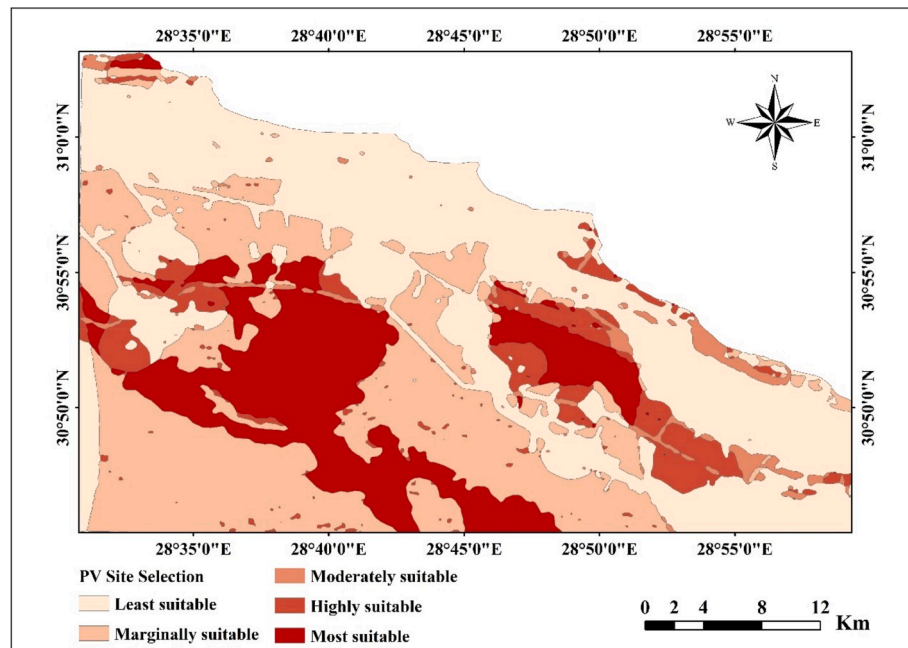 28°35'0"E 28°40'0"E 28°45'0"E 28°50'0"E 28°55'0"E
N
W E
S
31°0'0"N 31°0'0"N
30°55'0"N 30°55'0"N
30°50'0"N 30°50'0"N
28°35'0"E 28°40'0"E 28°45'0"E 28°50'0"E 28°55'0"E
PV Site Selection
Least suitable
Marginally suitable
Moderately suitable
Highly suitable
Most suitable
0 2 4 8 12
Km